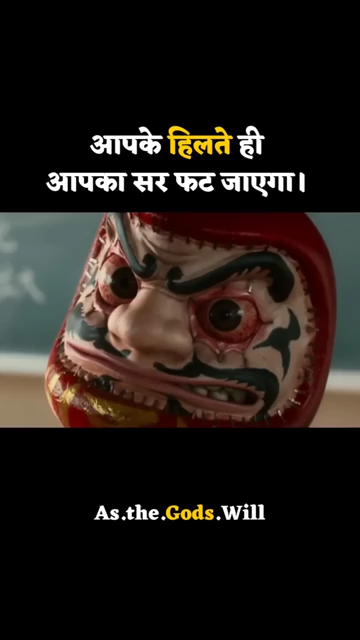 आपके हिलते ही
आपका सर फट जाएगा।
As.the.Gods.Will